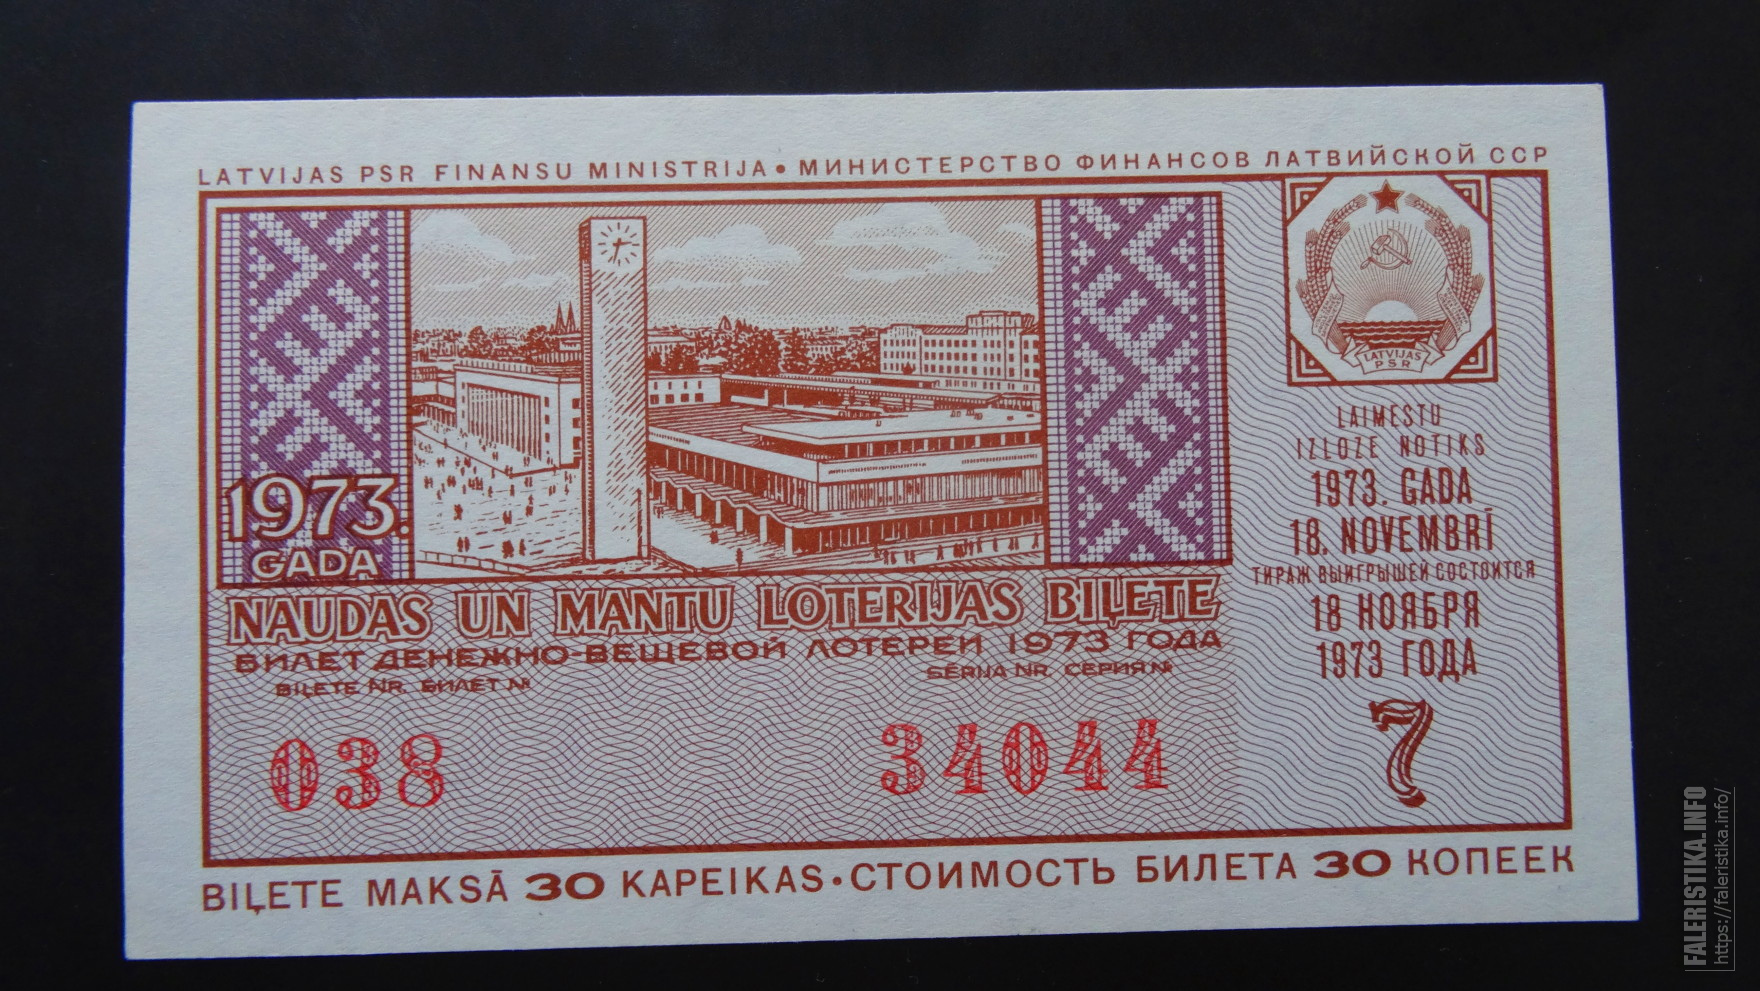 LATVIJAS PSR FINANSU MINISTRIJA • МИНИСТЕРСТВО ФИНАНСОВ ЛАТВИЙСКОЙ ССР
LATVIJAS
PSR
1973.
GADA
NAUDAS UN MANTU LOTERIJAS BIĻETE
БИЛЕТ ДЕНЕЖНО-ВЕЩЕВОЙ ЛОТЕРЕИ 1973 ГОДА
BIĻETE NR. БИЛЕТ №
SĒRIJA NR. СЕРИЯ №
038
34044
LAIMESTU
IZLOZE NOTIKS
1973. GADA
18. NOVEMBRĪ
ТИРАЖ ВЫИГРЫШЕЙ СОСТОИТСЯ
18 НОЯБРЯ
1973 ГОДА
7
BIĻETE MAKSĀ 30 KAPEIKAS • СТОИМОСТЬ БИЛЕТА 30 КОПЕЕК
FALERISTIKA.INFO
https://faleristika.info/